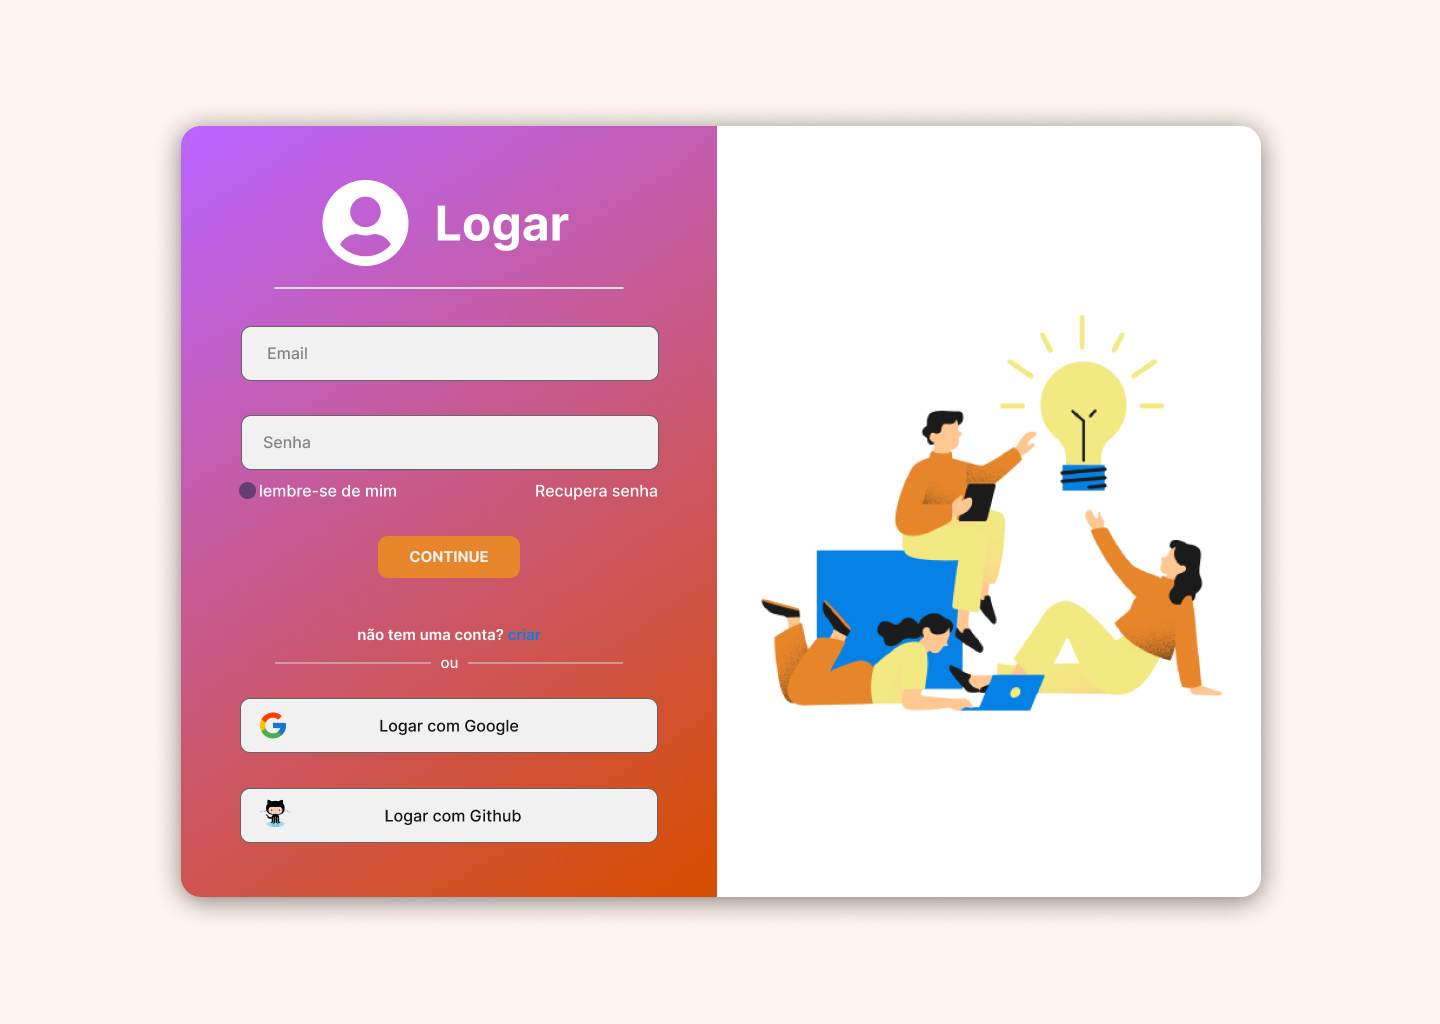 Logar
Email
Senha
lembre-se de mim
Recupera senha
CONTINUE
não tem uma conta? criar
ou
Logar com Google
Logar com Github